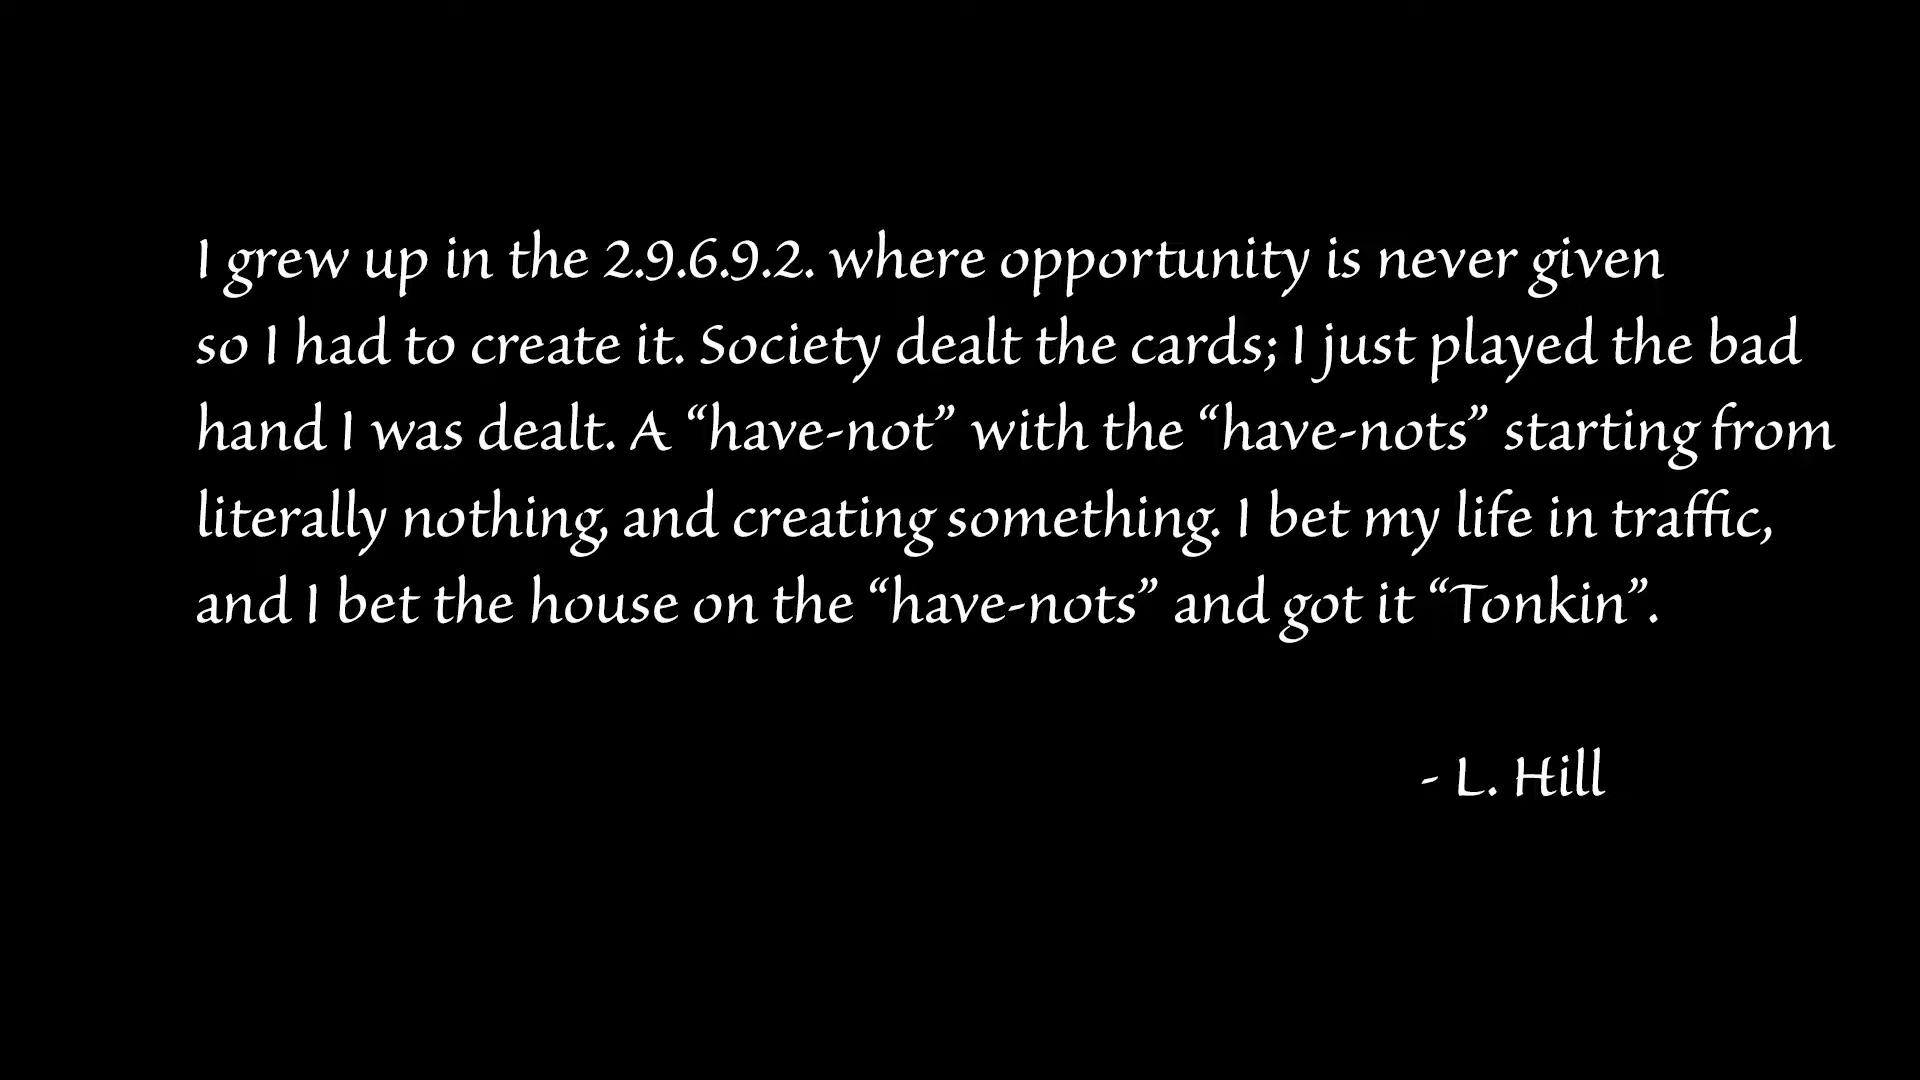 I grew up in the 2.9.6.9.2. where opportunity is never given
so I had to create it. Society dealt the cards; I just played the bad
hand I was dealt. A “have-not” with the “have-nots” starting from
literally nothing, and creating something. I bet my life in traffic,
and I bet the house on the “have-nots” and got it “Tonkin”.
- L. Hill